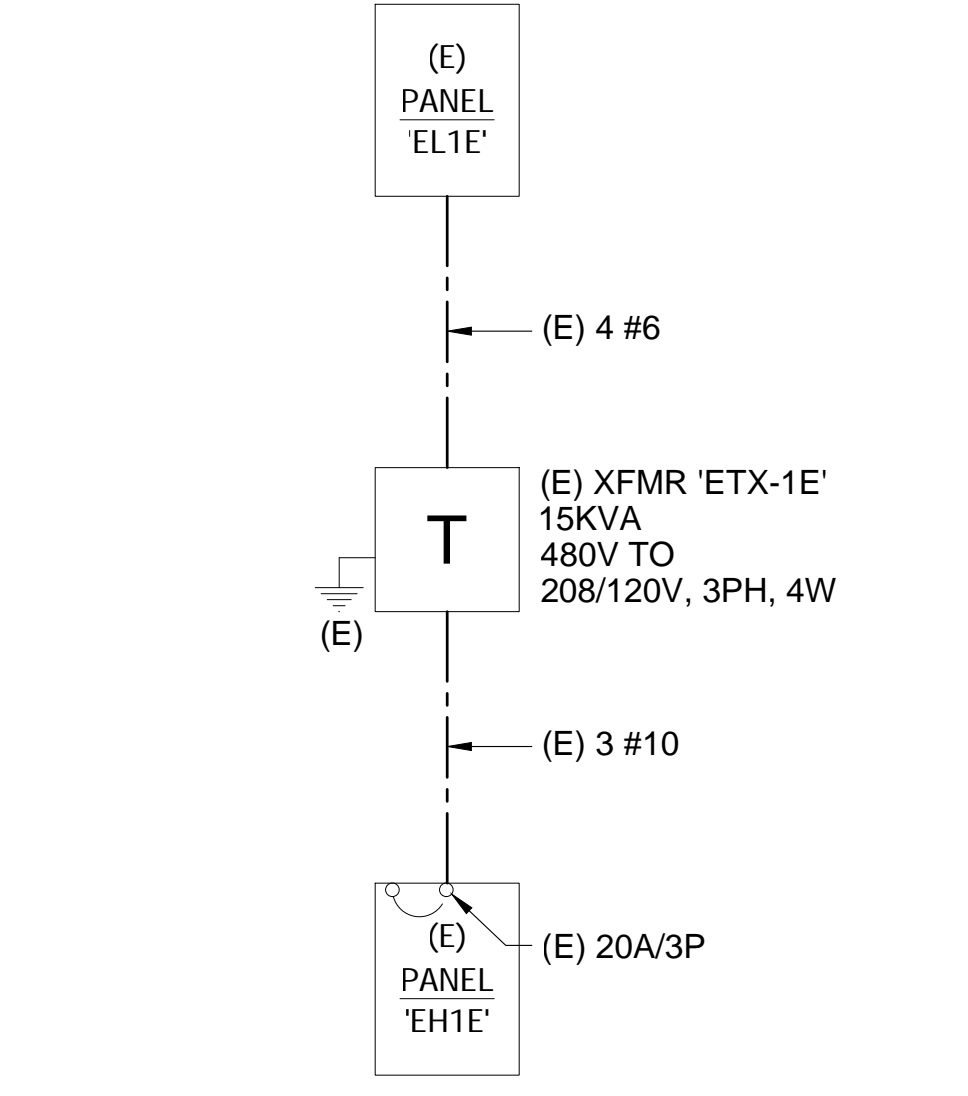 (E)
PANEL
'EL1E'
(E) 4 #6
(E) XFMR 'ETX-1E'
15KVA
480V TO
208/120V, 3PH, 4W
T
(E)
(E) 3 #10
(E) 20A/3P
(E)
PANEL
'EH1E'